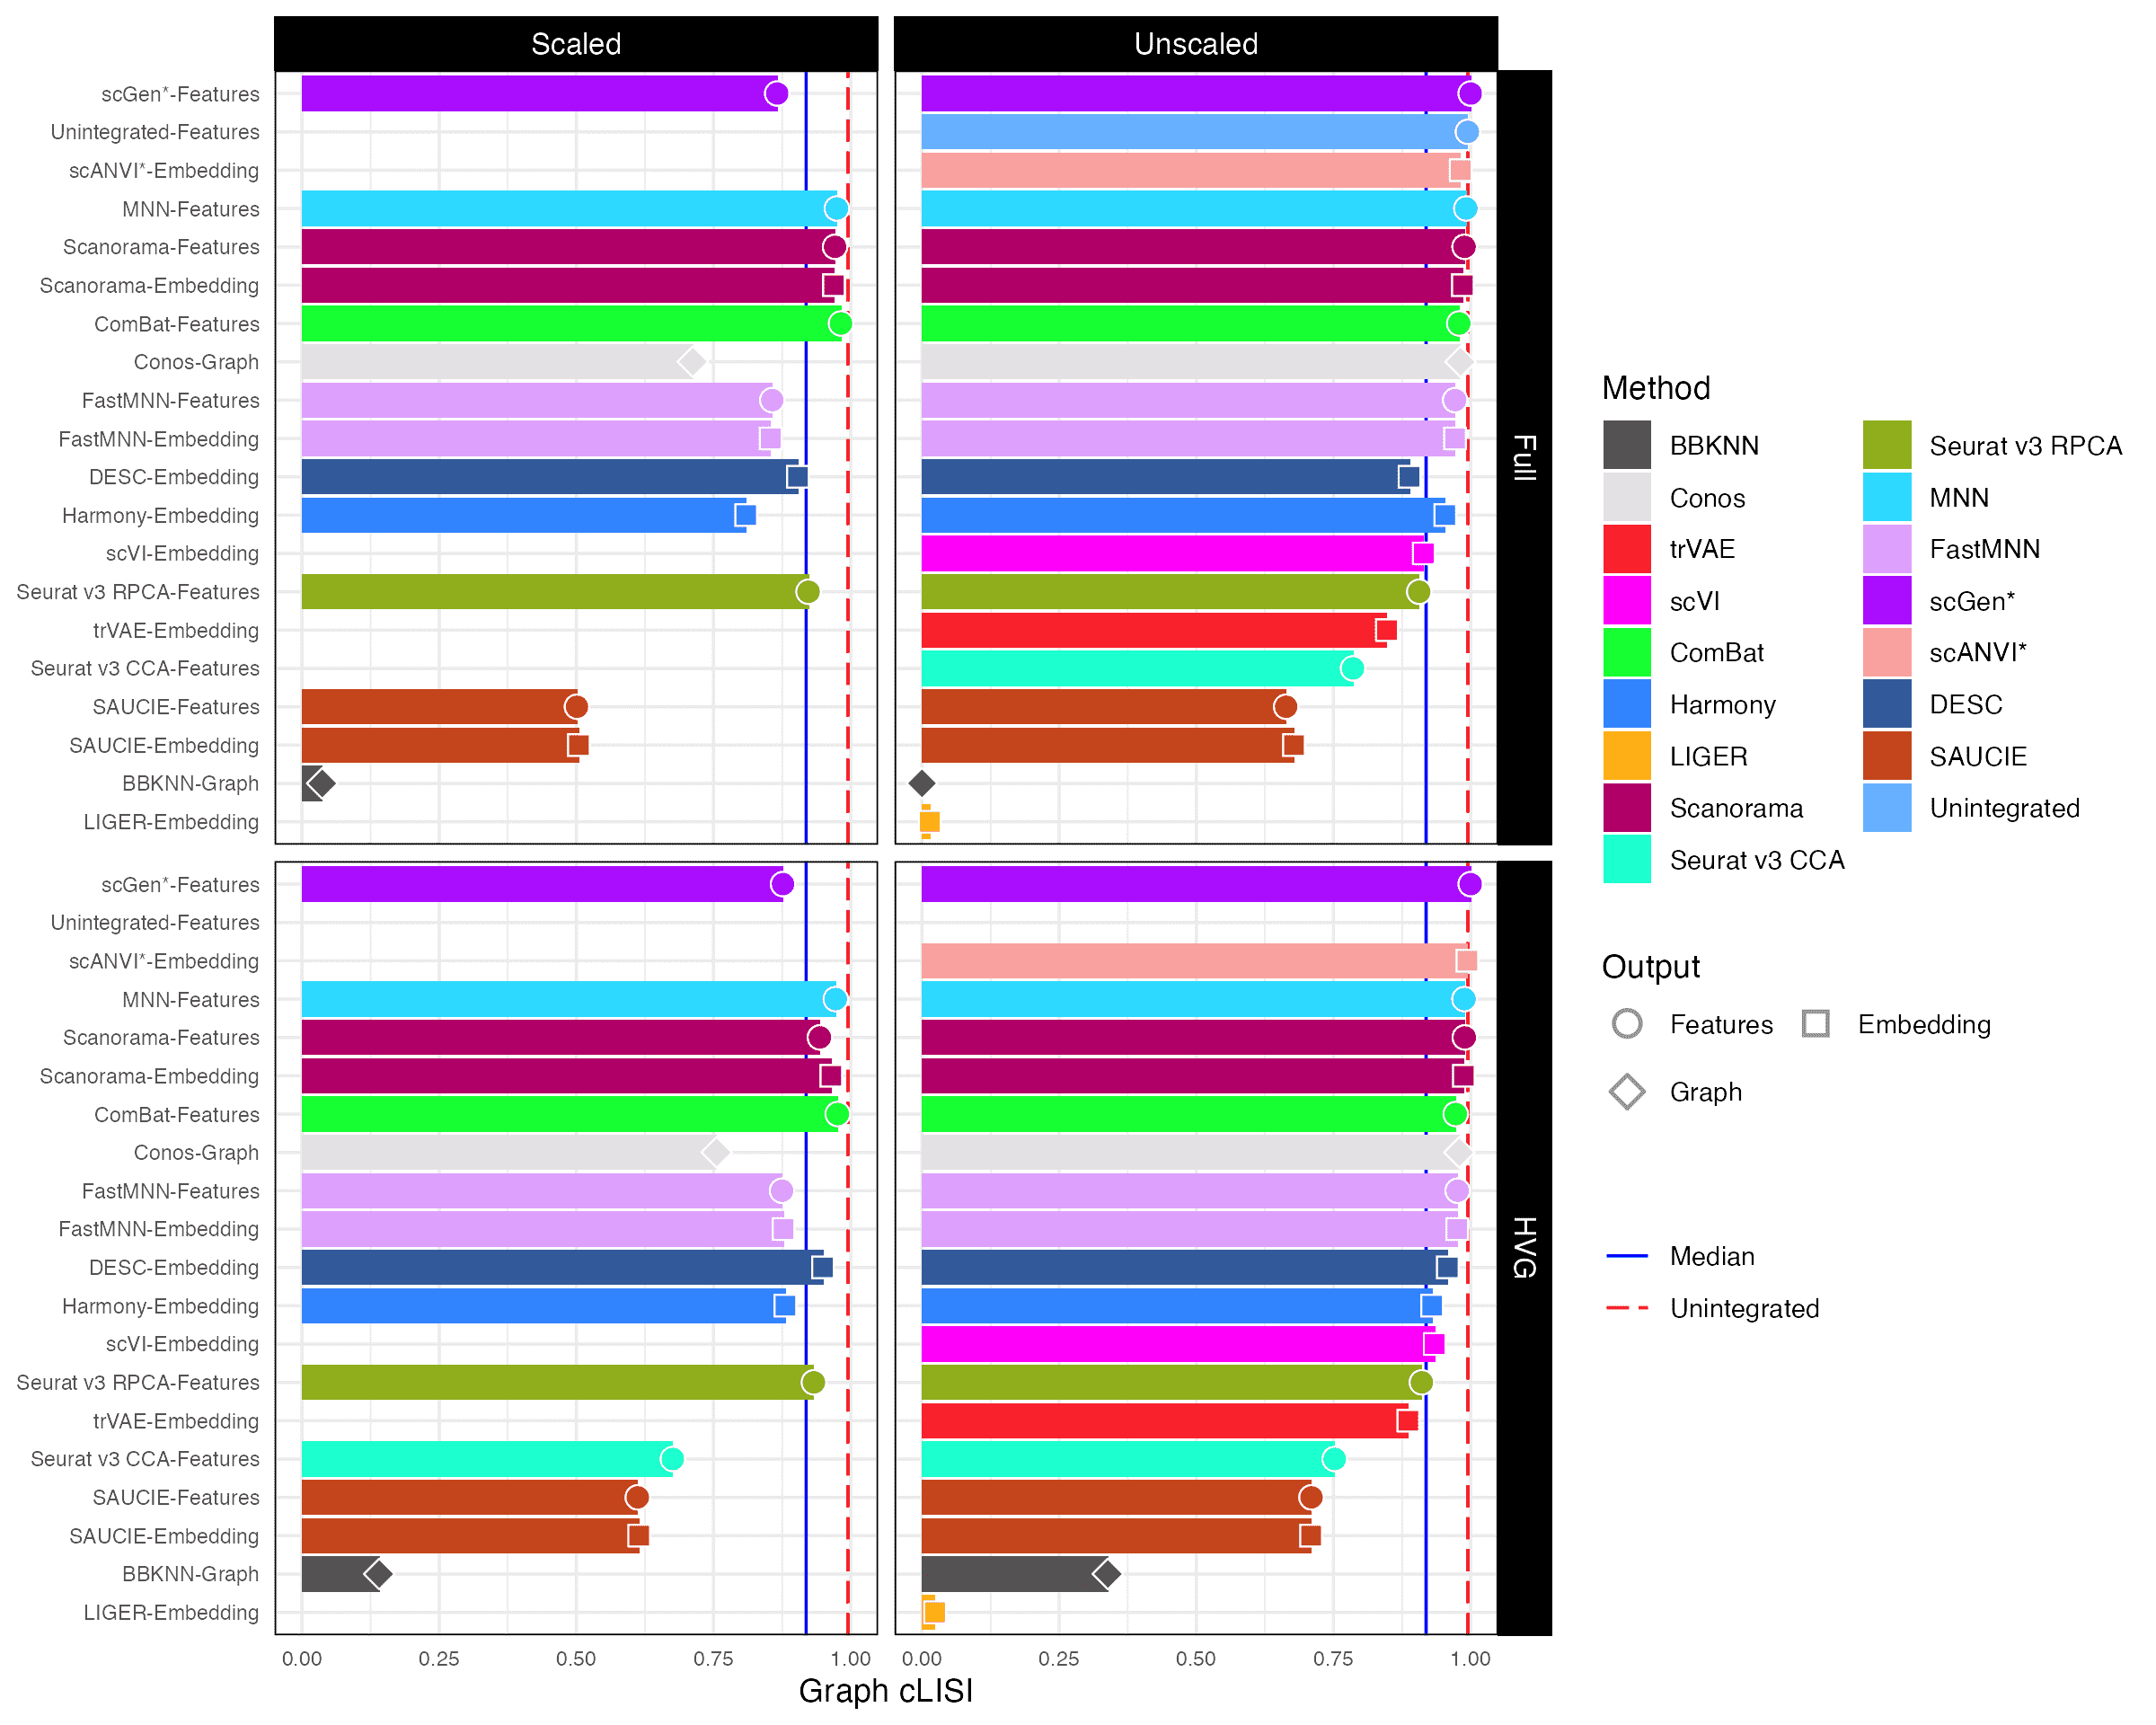 Scaled
Unscaled
scGen*-Features
Unintegrated-Features
scANVI*-Embedding
MNN-Features
Scanorama-Features
Scanorama-Embedding
ComBat-Features
Conos-Graph
FastMNN-Features
FastMNN-Embedding
DESC-Embedding
Harmony-Embedding
scVI-Embedding
Seurat v3 RPCA-Features
trVAE-Embedding
Seurat v3 CCA-Features
SAUCIE-Features
SAUCIE-Embedding
BBKNN-Graph
LIGER-Embedding
Full
scGen*-Features
Unintegrated-Features
scANVI*-Embedding
MNN-Features
Scanorama-Features
Scanorama-Embedding
ComBat-Features
Conos-Graph
FastMNN-Features
FastMNN-Embedding
DESC-Embedding
Harmony-Embedding
scVI-Embedding
Seurat v3 RPCA-Features
trVAE-Embedding
Seurat v3 CCA-Features
SAUCIE-Features
SAUCIE-Embedding
BBKNN-Graph
LIGER-Embedding
HVG
0.00 0.25 0.50 0.75 1.00
0.00 0.25 0.50 0.75 1.00
Graph cLISI
Method
BBKNN
Conos
trVAE
scVI
ComBat
Harmony
LIGER
Scanorama
Seurat v3 CCA
Seurat v3 RPCA
MNN
FastMNN
scGen*
scANVI*
DESC
SAUCIE
Unintegrated
Output
Features
Embedding
Graph
Median
Unintegrated